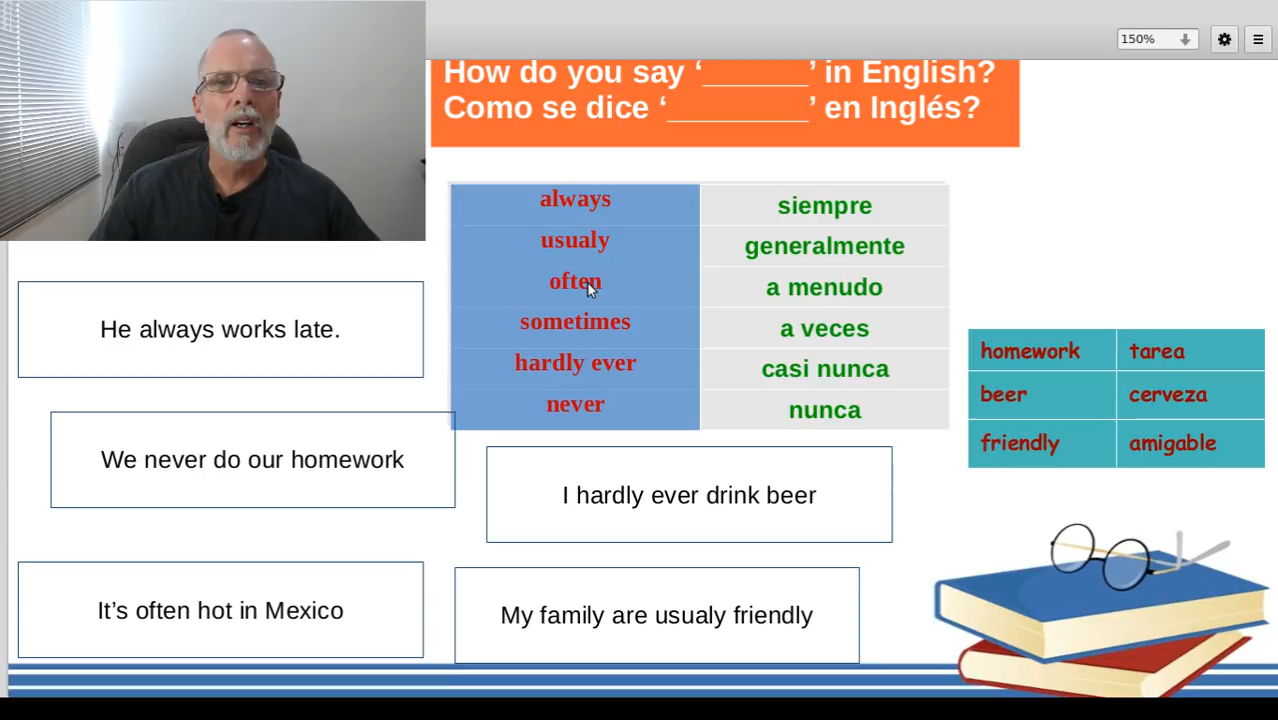 150%
How do you say ‘______’ in English?
Como se dice ‘________’ en Inglés?
always siempre
usualy generalmente
often a menudo
sometimes a veces
hardly ever casi nunca
never nunca
homework tarea
beer cerveza
friendly amigable
He always works late.
We never do our homework
I hardly ever drink beer
It’s often hot in Mexico
My family are usualy friendly